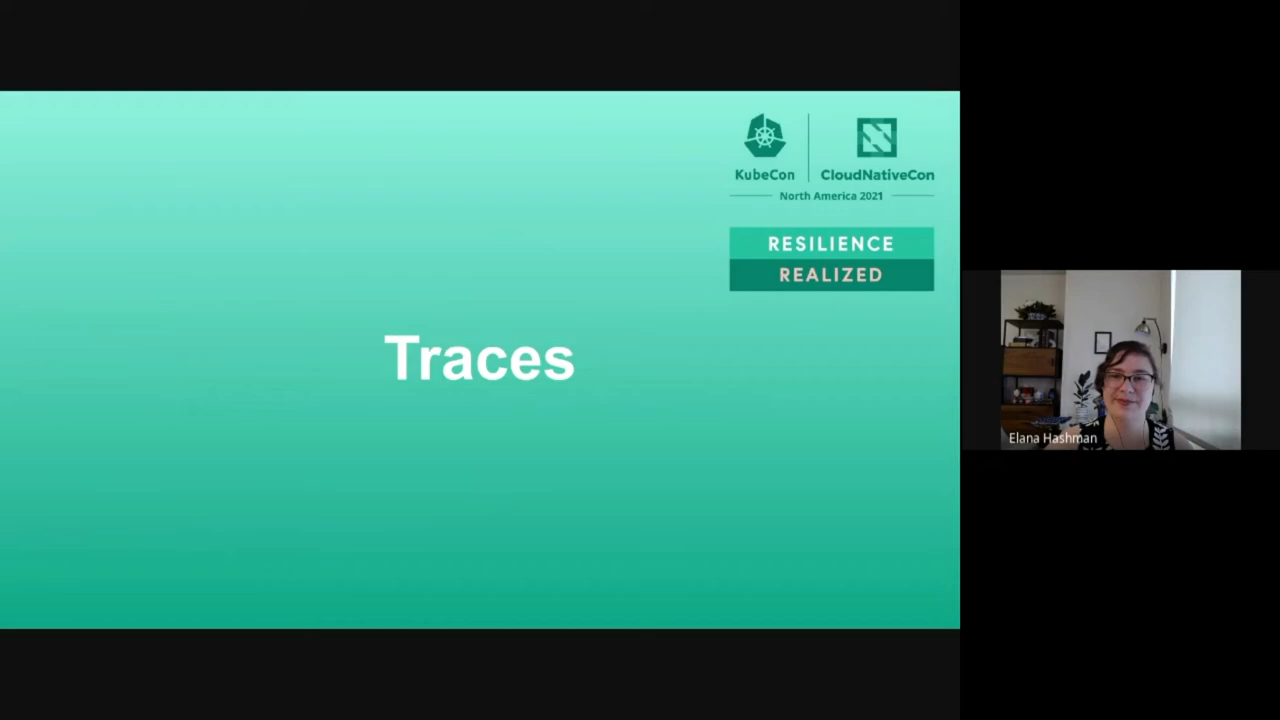 KubeCon
CloudNativeCon
North America 2021
RESILIENCE
REALIZED
Traces
Elana Hashman